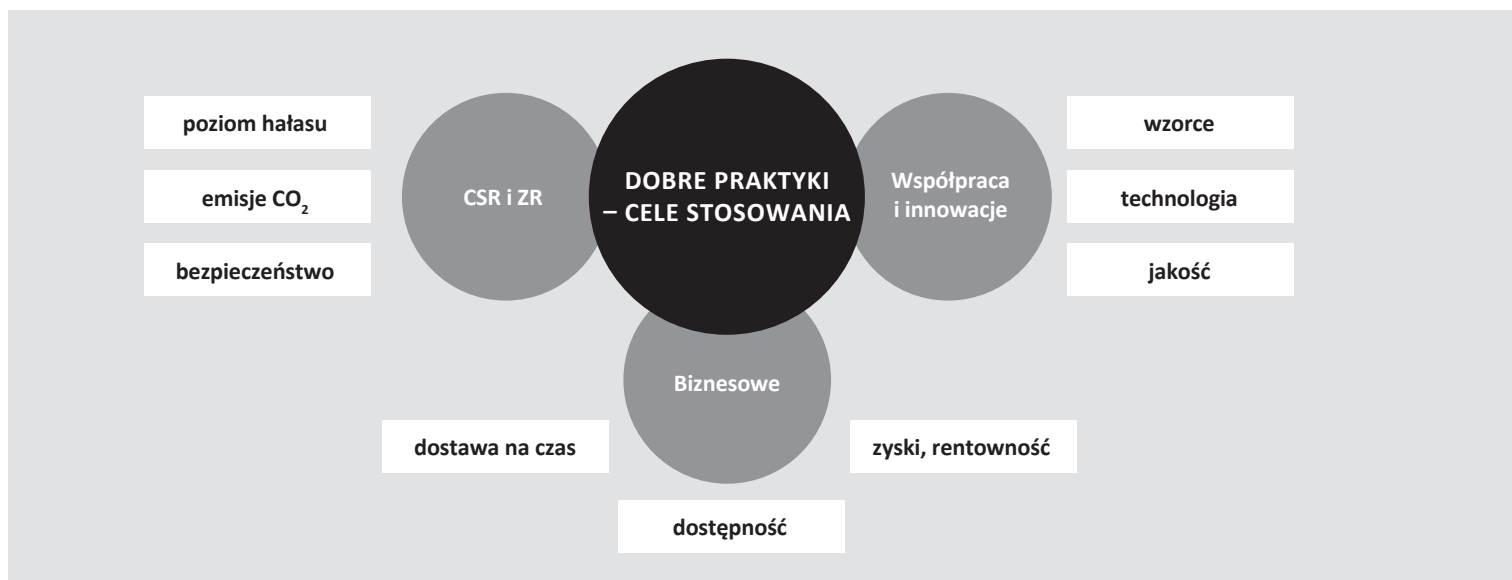 poziom hałasu
emisje CO₂
bezpieczeństwo
CSR i ZR
DOBRE PRAKTYKI
– CELE STOSOWANIA
Współpraca
i innowacje
wzorce
technologia
jakość
Biznesowe
dostawa na czas
zyski, rentowność
dostępność